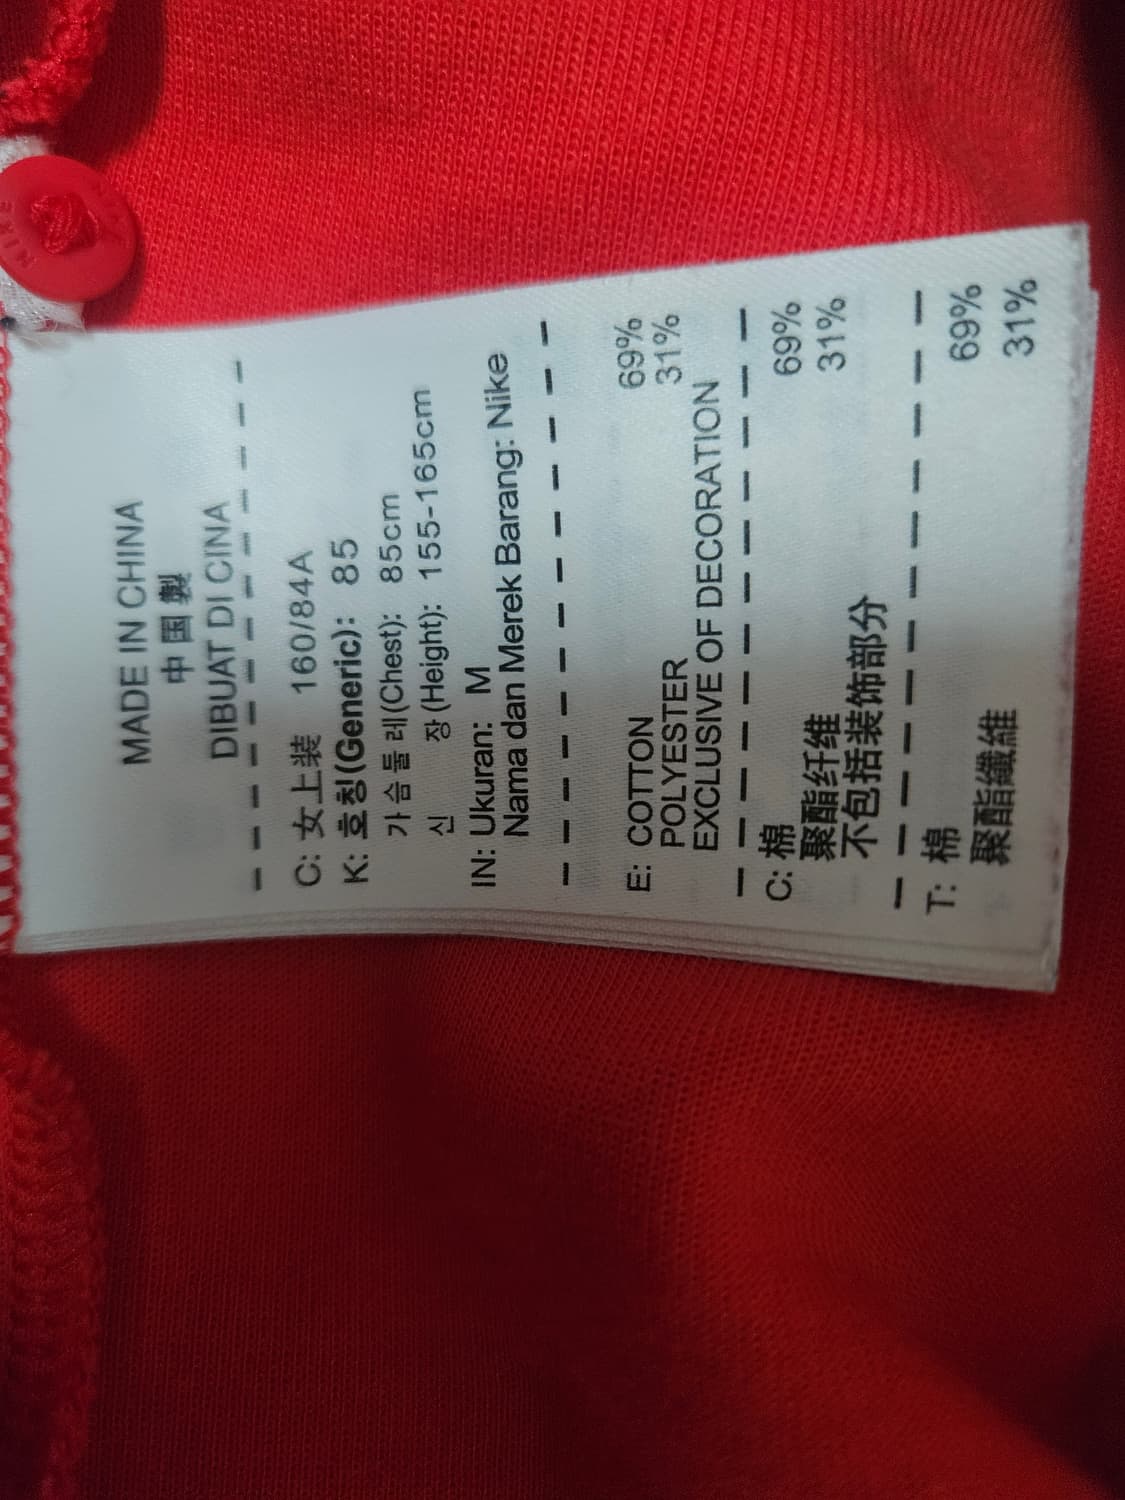 MADE IN CHINA
中国製
DIBUAT DI CINA
C: 女上装 160/84A
K: 호칭(Generic): 85
가슴둘레(Chest): 85cm
신 장(Height): 155-165cm
IN: Ukuran: M
Nama dan Merek Barang: Nike
E: COTTON 69%
POLYESTER 31%
EXCLUSIVE OF DECORATION
C: 棉 69%
聚酯纤维 31%
不包括装饰部分
T: 棉 69%
聚酯纖維 31%
NIKE